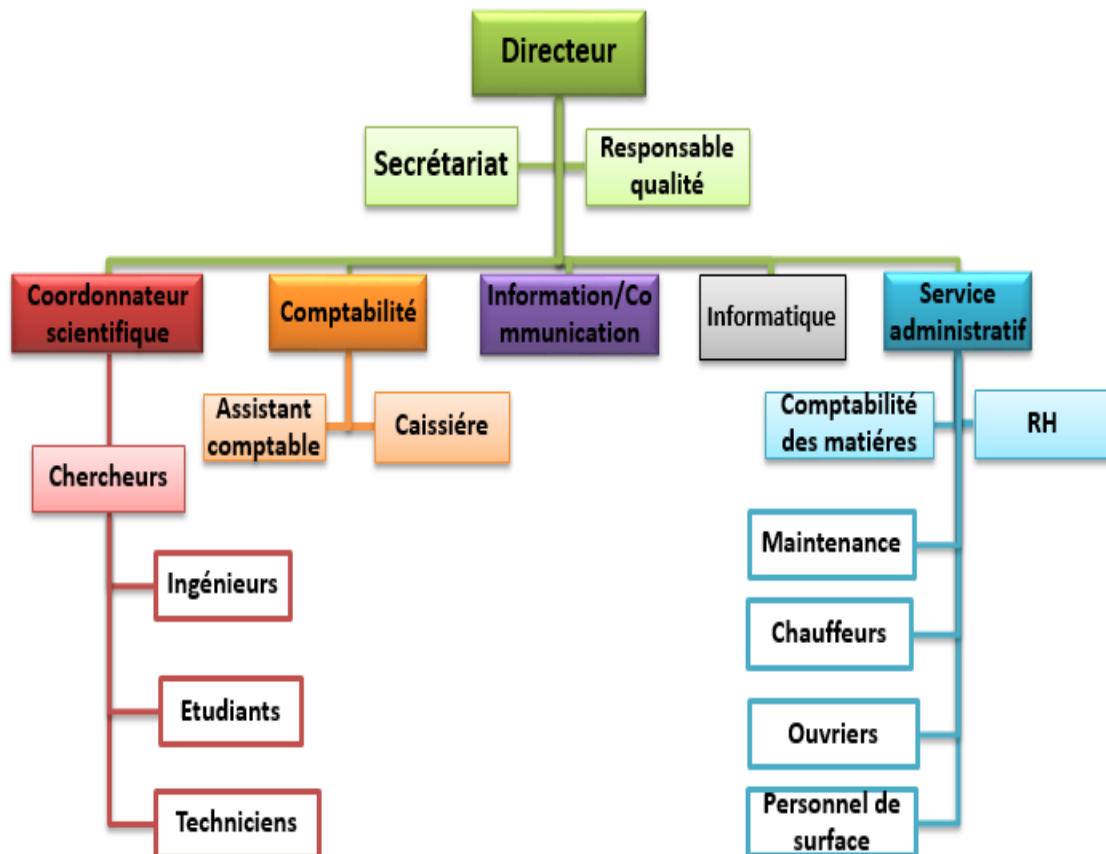 Directeur
Secrétariat
Responsable
qualité
Coordonnateur
scientifique
Comptabilité
Information/Co
mmunication
Informatique
Service
administratif
Assistant
comptable
Caissiére
Comptabilité
des matiéres
RH
Chercheurs
Ingénieurs
Etudiants
Techniciens
Maintenance
Chauffeurs
Ouvriers
Personnel de
surface